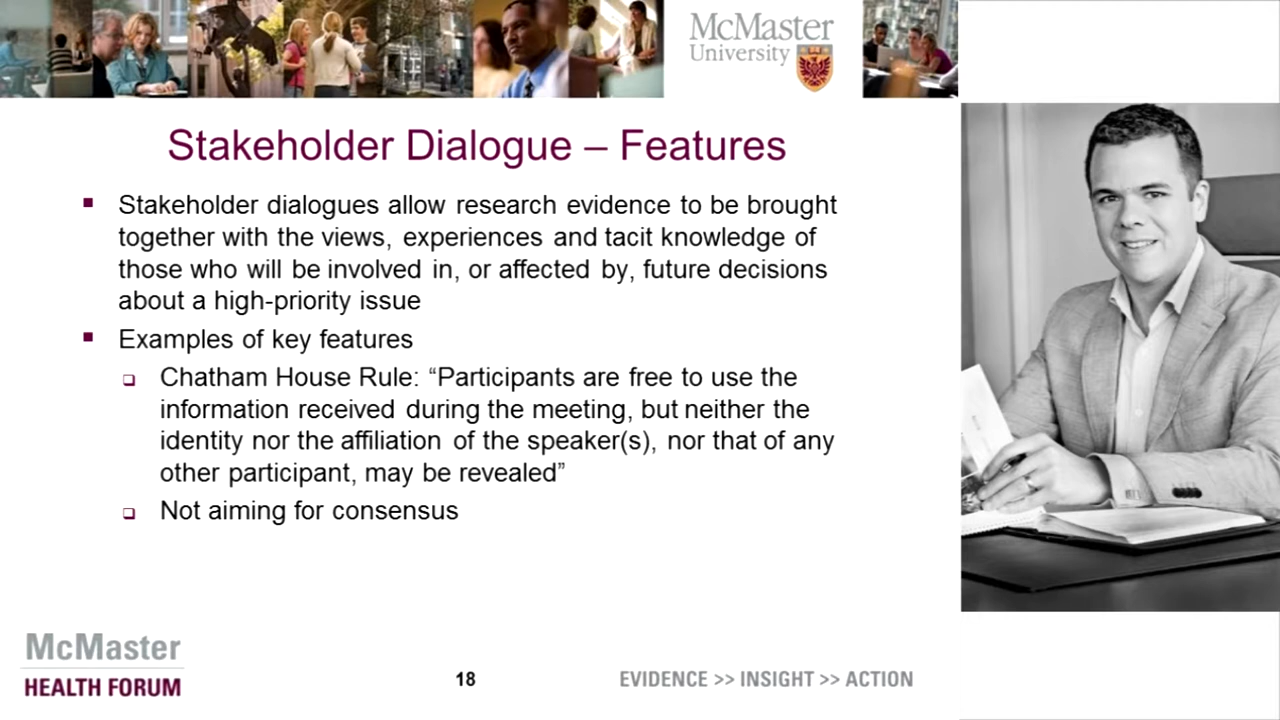 McMaster
University
Stakeholder Dialogue – Features
▪ Stakeholder dialogues allow research evidence to be brought
together with the views, experiences and tacit knowledge of
those who will be involved in, or affected by, future decisions
about a high-priority issue
▪ Examples of key features
❑ Chatham House Rule: “Participants are free to use the
information received during the meeting, but neither the
identity nor the affiliation of the speaker(s), nor that of any
other participant, may be revealed”
❑ Not aiming for consensus
McMaster
HEALTH FORUM
18
EVIDENCE >> INSIGHT >> ACTION